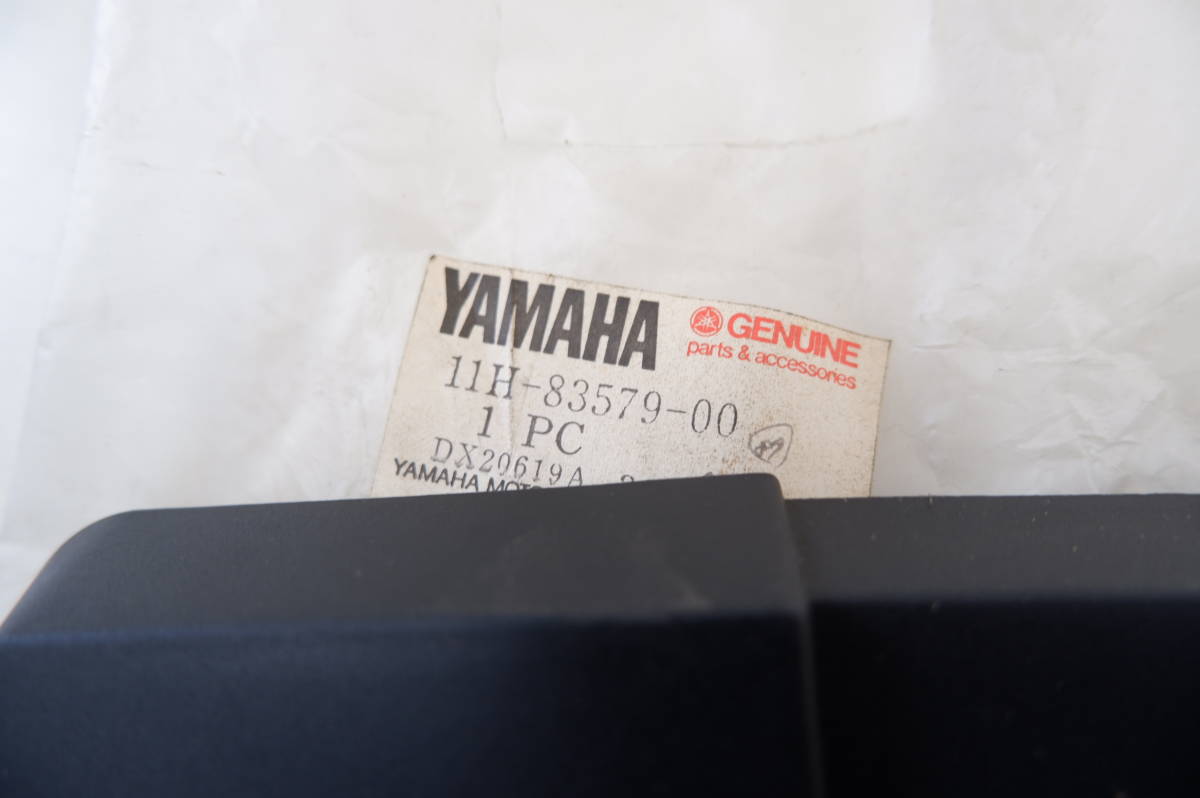 YAMAHA GENUINE
parts & accessories
11H-83579-00
1 PC
DX20619A
YAMAHA